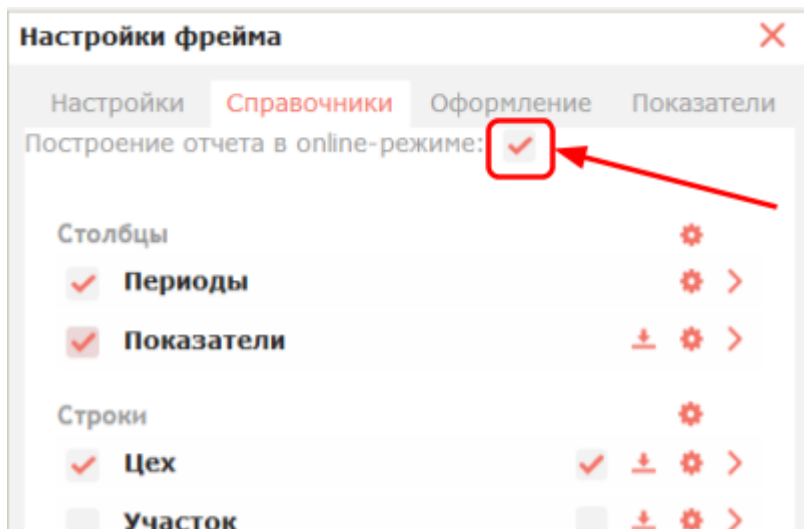 Настройки фрейма
Настройки Справочники Оформление Показатели
Построение отчета в online-режиме:
Столбцы
Периоды
Показатели
Строки
Цех
Участок